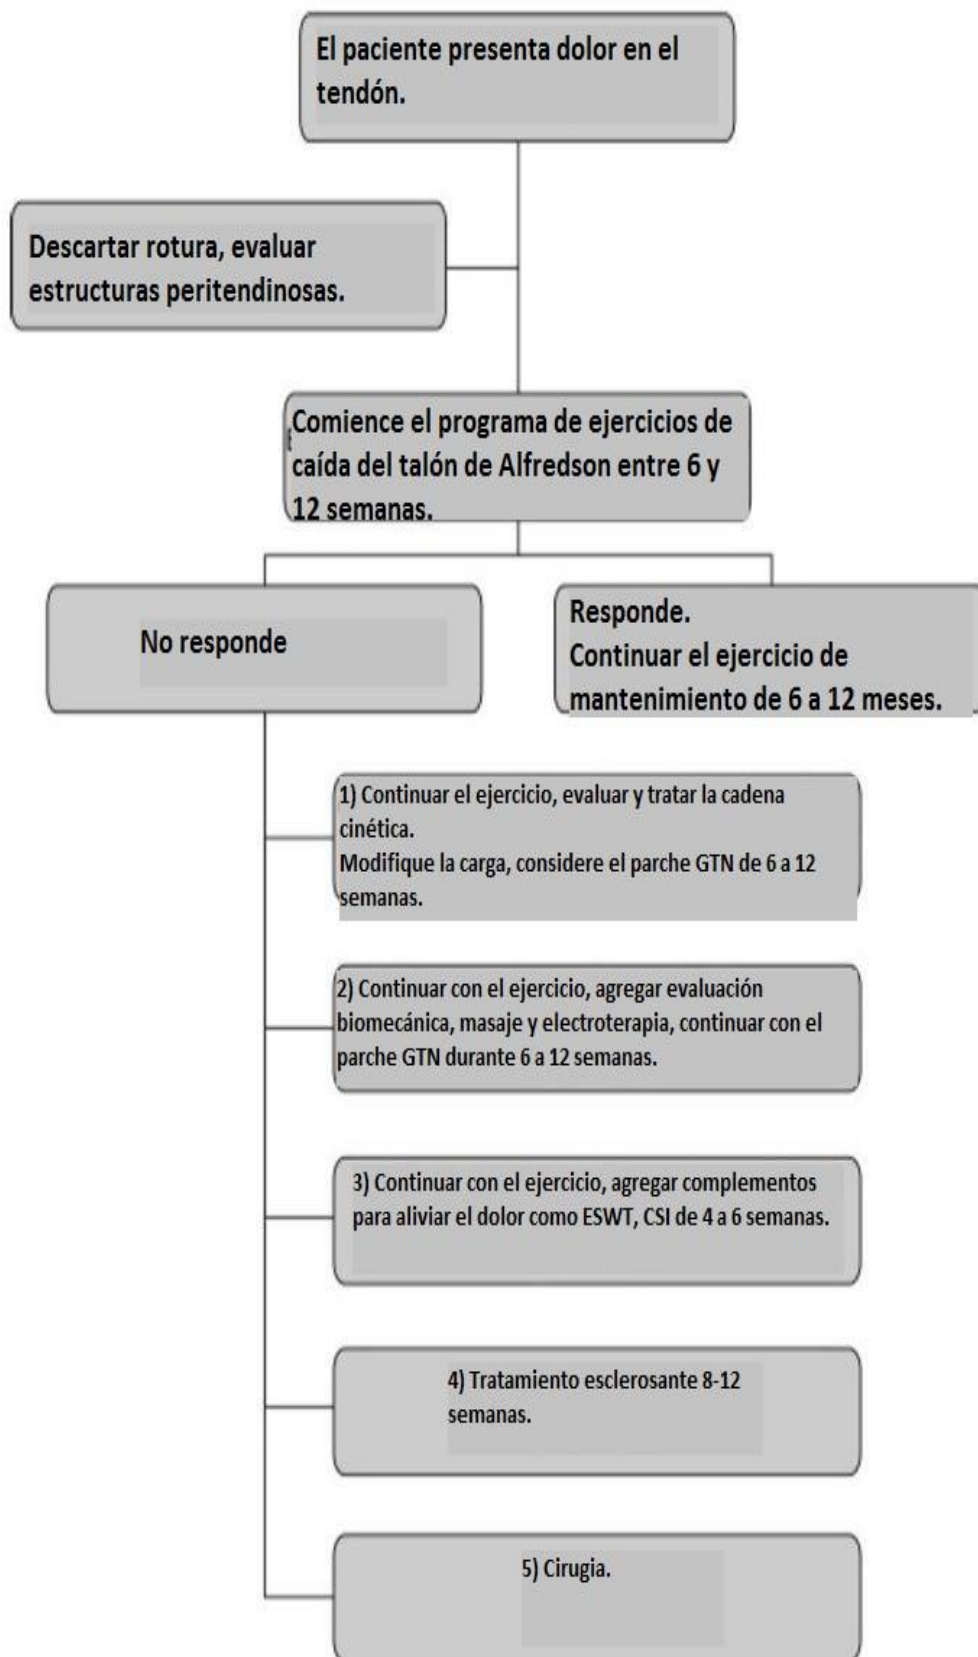 El paciente presenta dolor en el
tendón.
Descartar rotura, evaluar
estructuras peritendinosas.
Comience el programa de ejercicios de
caída del talón de Alfredson entre 6 y
12 semanas.
No responde
Responde.
Continuar el ejercicio de
mantenimiento de 6 a 12 meses.
1) Continuar el ejercicio, evaluar y tratar la cadena
cinética.
Modifique la carga, considere el parche GTN de 6 a 12
semanas.
2) Continuar con el ejercicio, agregar evaluación
biomecánica, masaje y electroterapia, continuar con el
parche GTN durante 6 a 12 semanas.
3) Continuar con el ejercicio, agregar complementos
para aliviar el dolor como ESWT, CSI de 4 a 6 semanas.
4) Tratamiento esclerosante 8-12
semanas.
5) Cirugia.